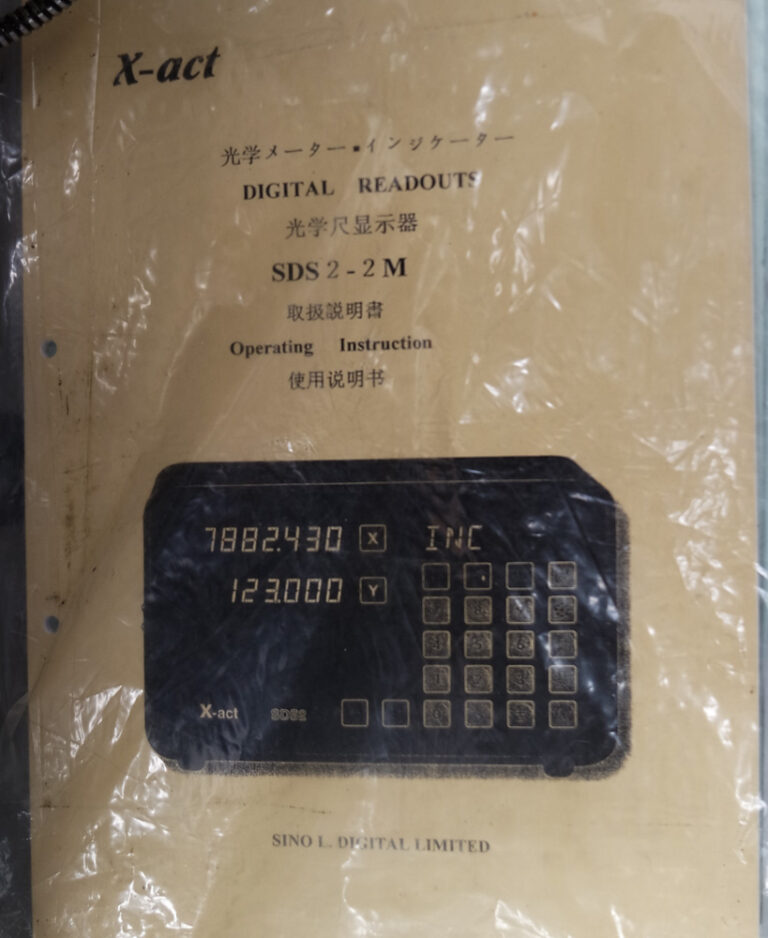 X-act
光学メーター・インジケーター
DIGITAL READOUTS
光学尺显示器
SDS 2 - 2 M
取扱説明書
Operating Instruction
使用说明书
7882.430 X INC
123.000 Y
X-act SDS2
SINO L. DIGITAL LIMITED